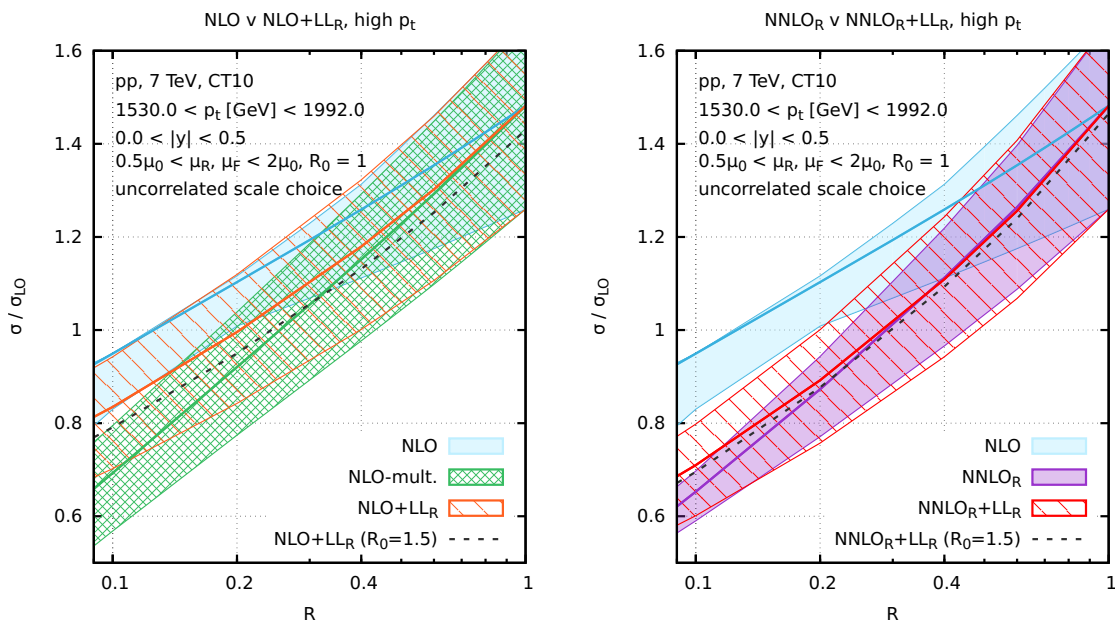 NLO v NLO+LL_R, high p_t
pp, 7 TeV, CT10
1530.0 < p_t [GeV] < 1992.0
0.0 < |y| < 0.5
0.5μ_0 < μ_R, μ_F < 2μ_0, R_0 = 1
uncorrelated scale choice
σ / σ_LO
1.6
1.4
1.2
1
0.8
0.6
NLO
NLO-mult.
NLO+LL_R
NLO+LL_R (R_0=1.5)
0.1
0.2
0.4
1
R
NNLO_R v NNLO_R+LL_R, high p_t
pp, 7 TeV, CT10
1530.0 < p_t [GeV] < 1992.0
0.0 < |y| < 0.5
0.5μ_0 < μ_R, μ_F < 2μ_0, R_0 = 1
uncorrelated scale choice
σ / σ_LO
1.6
1.4
1.2
1
0.8
0.6
NLO
NNLO_R
NNLO_R+LL_R
NNLO_R+LL_R (R_0=1.5)
0.1
0.2
0.4
1
R